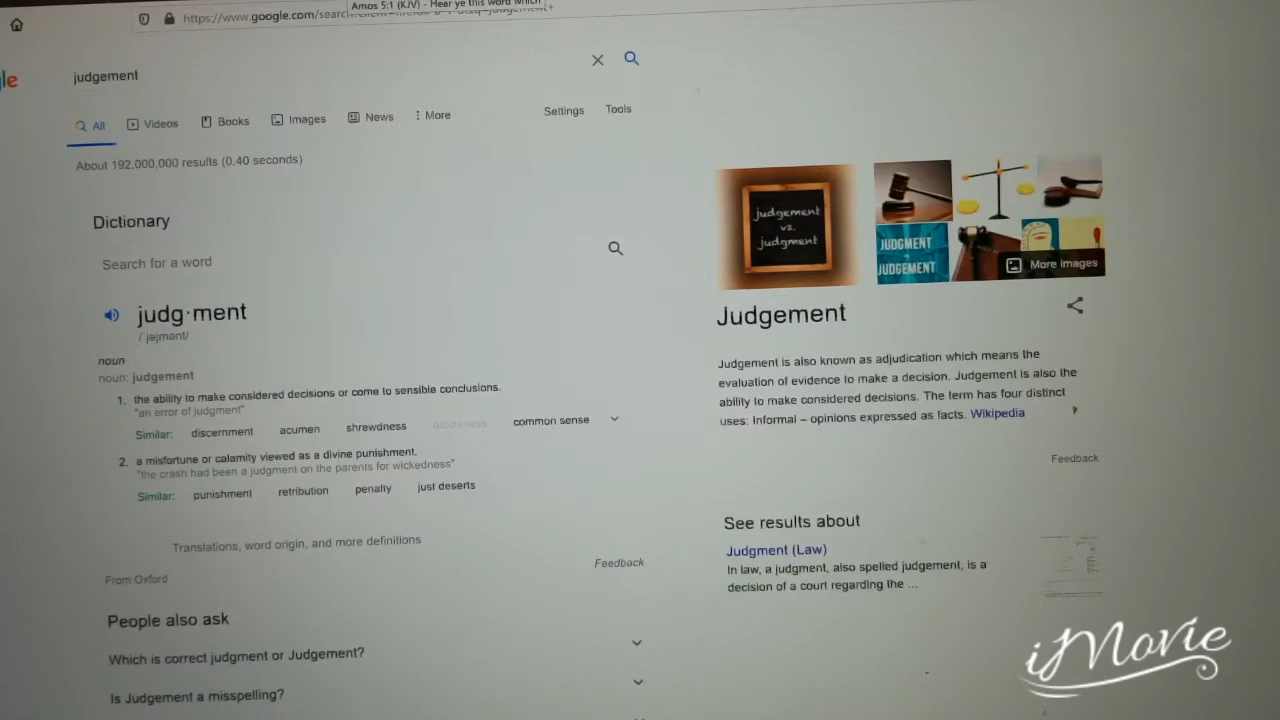 Amos 5:1 (KJV) - Hear ye this word which
https://www.google.com/search
le
judgement
All
Videos
Books
Images
News
More
Settings
Tools
About 192,000,000 results (0.40 seconds)
Dictionary
Search for a word
judg·ment
/ˈjəjmənt/
noun
noun: judgement
1. the ability to make considered decisions or come to sensible conclusions.
"an error of judgment"
Similar: discernment acumen shrewdness astuteness common sense
2. a misfortune or calamity viewed as a divine punishment.
"the crash had been a judgment on the parents for wickedness"
Similar: punishment retribution penalty just deserts
Translations, word origin, and more definitions
From Oxford
Feedback
People also ask
Which is correct judgment or Judgement?
Is Judgement a misspelling?
judgement
vs.
judgment
JUDGMENT
JUDGEMENT
More images
Judgement
Judgement is also known as adjudication which means the
evaluation of evidence to make a decision. Judgement is also the
ability to make considered decisions. The term has four distinct
uses: Informal – opinions expressed as facts. Wikipedia
Feedback
See results about
Judgment (Law)
In law, a judgment, also spelled judgement, is a
decision of a court regarding the ...
iMovie